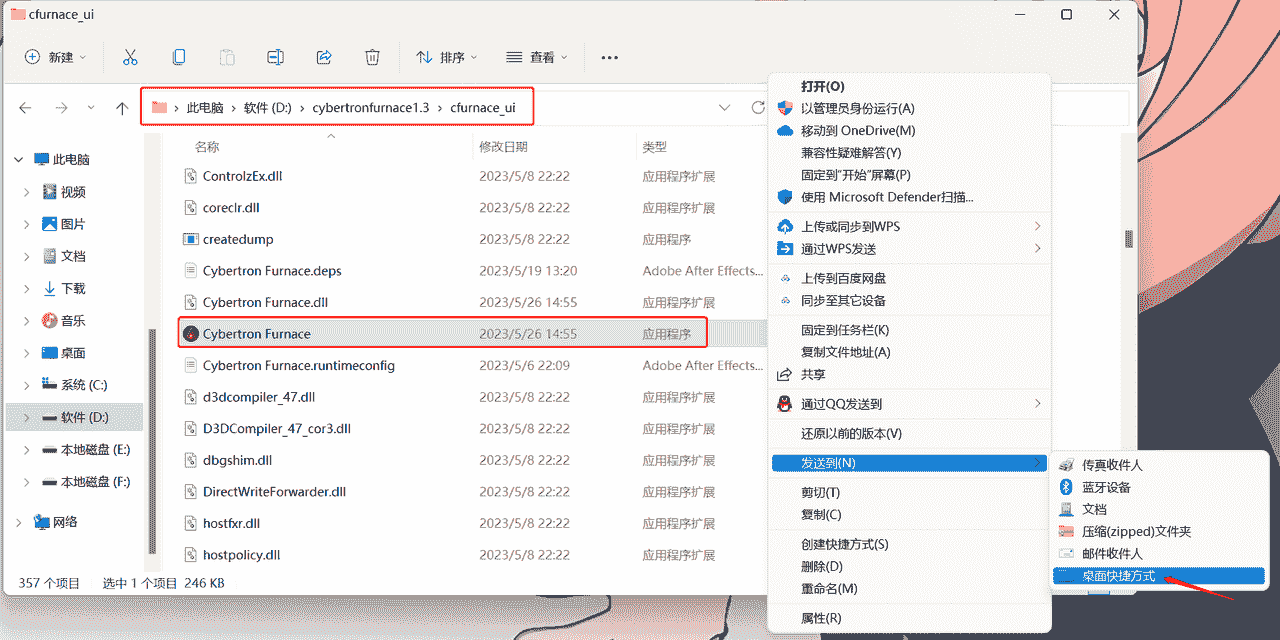 cfurnace_ui
新建
排序
查看
此电脑 › 软件 (D:) › cybertronfurnace1.3 › cfurnace_ui
名称 修改日期 类型
此电脑
视频
图片
文档
下载
音乐
桌面
系统 (C:)
软件 (D:)
本地磁盘 (E:)
本地磁盘 (F:)
网络
ControlzEx.dll 2023/5/8 22:22 应用程序扩展
coreclr.dll 2023/5/8 22:22 应用程序扩展
createdump 2023/5/8 22:22 应用程序
Cybertron Furnace.deps 2023/5/19 13:20 Adobe After Effects...
Cybertron Furnace.dll 2023/5/26 14:55 应用程序扩展
Cybertron Furnace 2023/5/26 14:55 应用程序
Cybertron Furnace.runtimeconfig 2023/5/6 22:09 Adobe After Effects...
d3dcompiler_47.dll 2023/5/8 22:22 应用程序扩展
D3DCompiler_47_cor3.dll 2023/5/8 22:22 应用程序扩展
dbgshim.dll 2023/5/8 22:22 应用程序扩展
DirectWriteForwarder.dll 2023/5/8 22:22 应用程序扩展
hostfxr.dll 2023/5/8 22:22 应用程序扩展
hostpolicy.dll 2023/5/8 22:22 应用程序扩展
357 个项目 选中 1 个项目 246 KB
打开(O)
以管理员身份运行(A)
移动到 OneDrive(M)
兼容性疑难解答(Y)
固定到"开始"屏幕(P)
使用 Microsoft Defender扫描...
上传或同步到WPS
通过WPS发送
上传到百度网盘
同步至其它设备
固定到任务栏(K)
复制文件地址(A)
共享
通过QQ发送到
还原以前的版本(V)
发送到(N)
剪切(T)
复制(C)
创建快捷方式(S)
删除(D)
重命名(M)
属性(R)
传真收件人
蓝牙设备
文档
压缩(zipped)文件夹
邮件收件人
桌面快捷方式